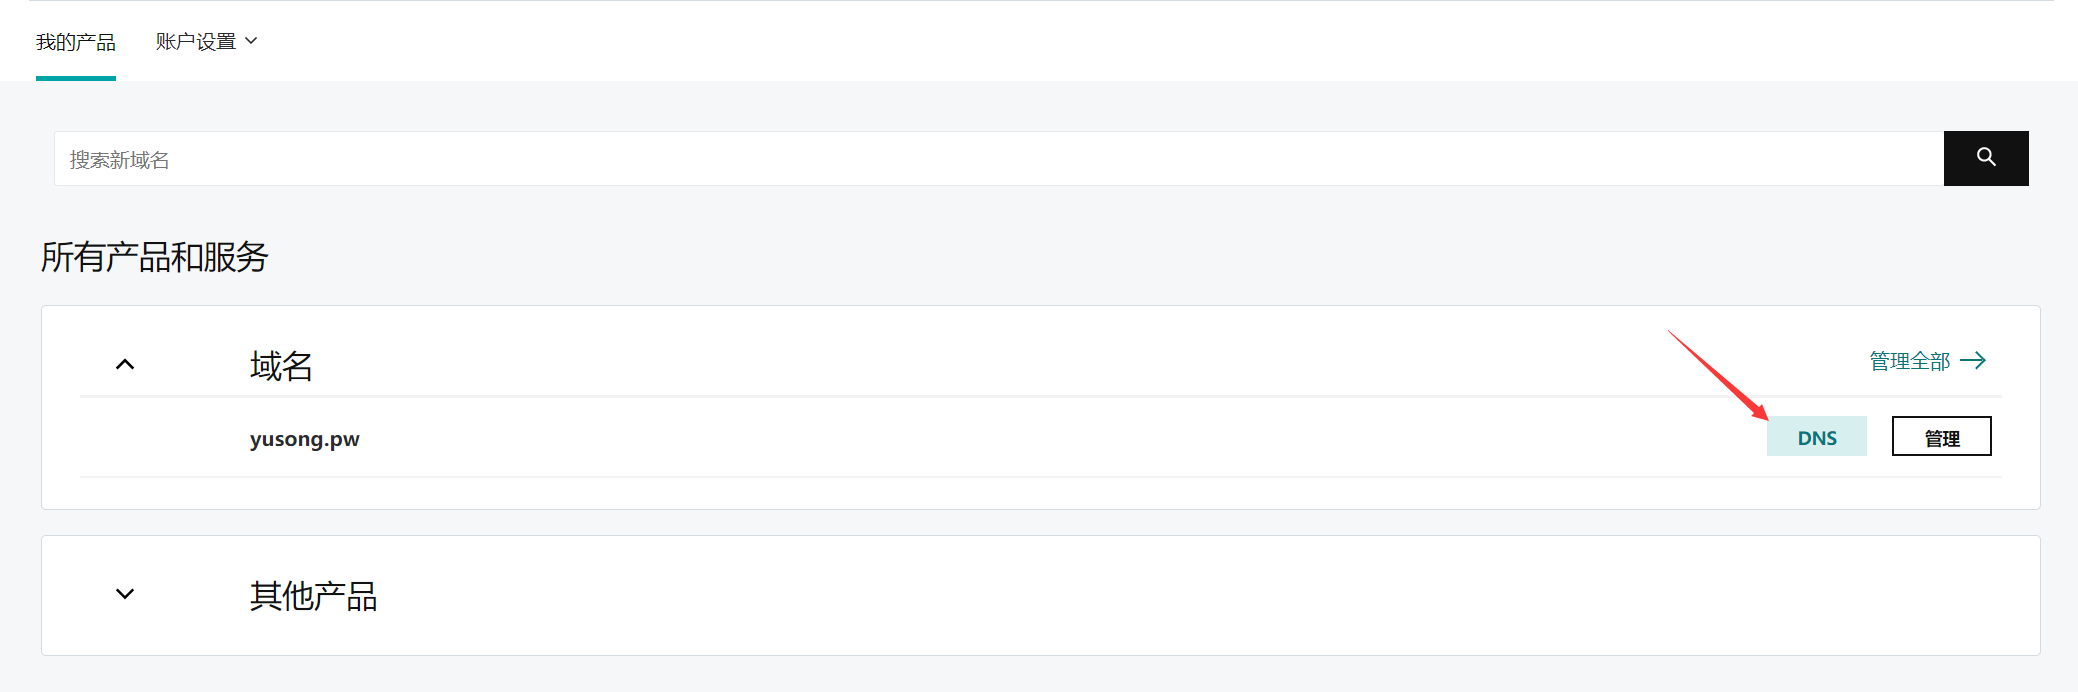 我的产品 账户设置
搜索新域名
所有产品和服务
域名 管理全部
yusong.pw DNS 管理
其他产品